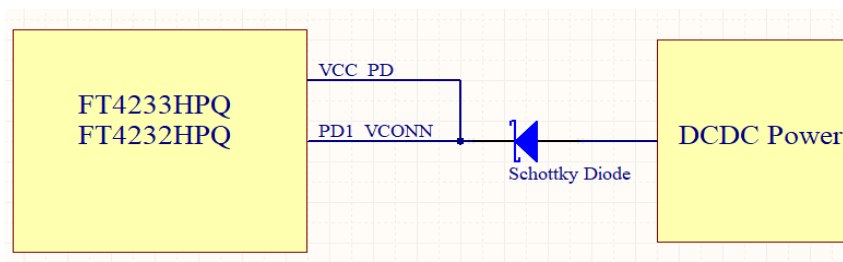 VCC_PD
FT4233HPQ
FT4232HPQ
PD1_VCONN
DCDC Power
Schottky Diode